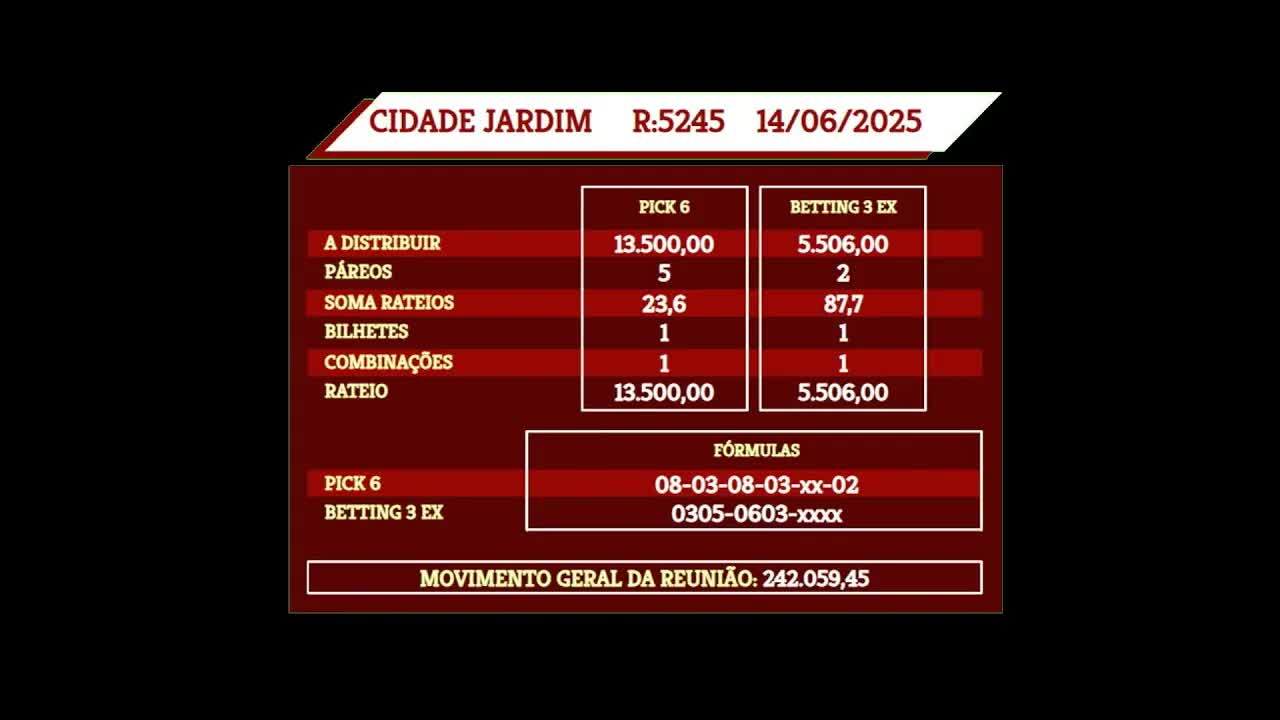 CIDADE JARDIM R:5245 14/06/2025
PICK 6 BETTING 3 EX
A DISTRIBUIR 13.500,00 5.506,00
PÁREOS 5 2
SOMA RATEIOS 23,6 87,7
BILHETES 1 1
COMBINAÇÕES 1 1
RATEIO 13.500,00 5.506,00
FÓRMULAS
PICK 6 08-03-08-03-xx-02
BETTING 3 EX 0305-0603-xxxx
MOVIMENTO GERAL DA REUNIÃO: 242.059,45